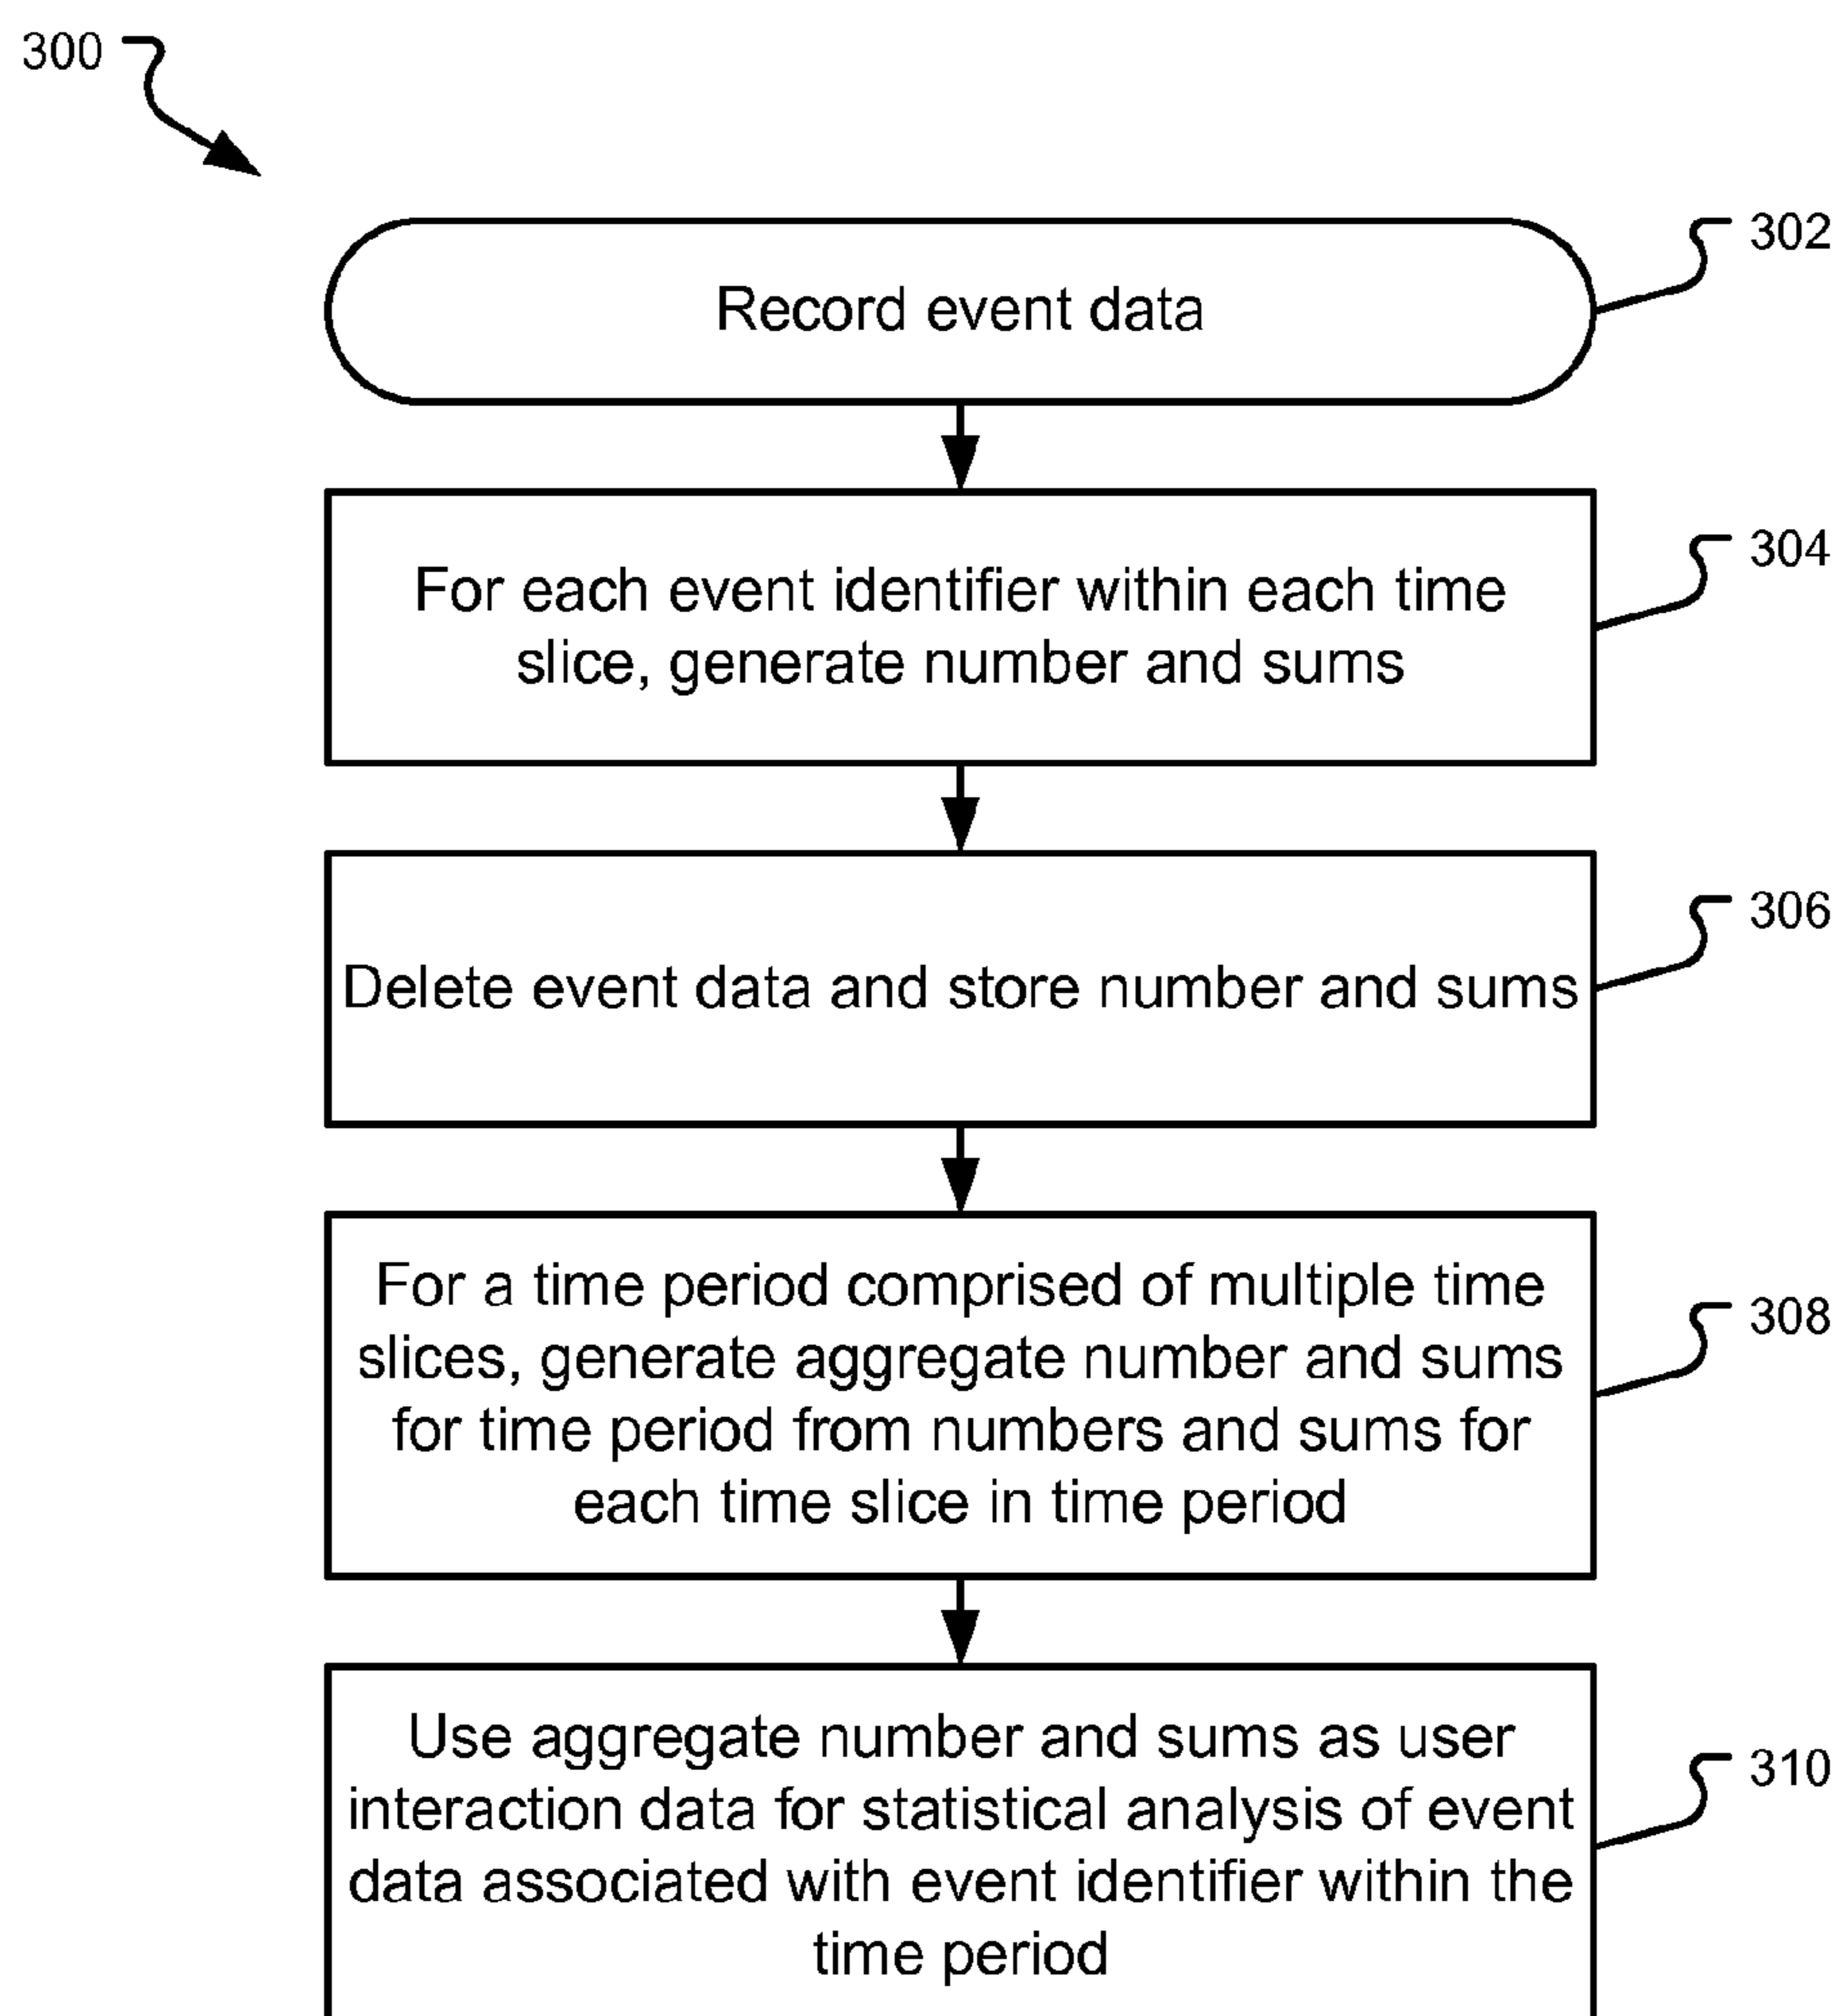 300
302
Record event data
304
For each event identifier within each time
slice, generate number and sums
306
Delete event data and store number and sums
308
For a time period comprised of multiple time
slices, generate aggregate number and sums
for time period from numbers and sums for
each time slice in time period
310
Use aggregate number and sums as user
interaction data for statistical analysis of event
data associated with event identifier within the
time period